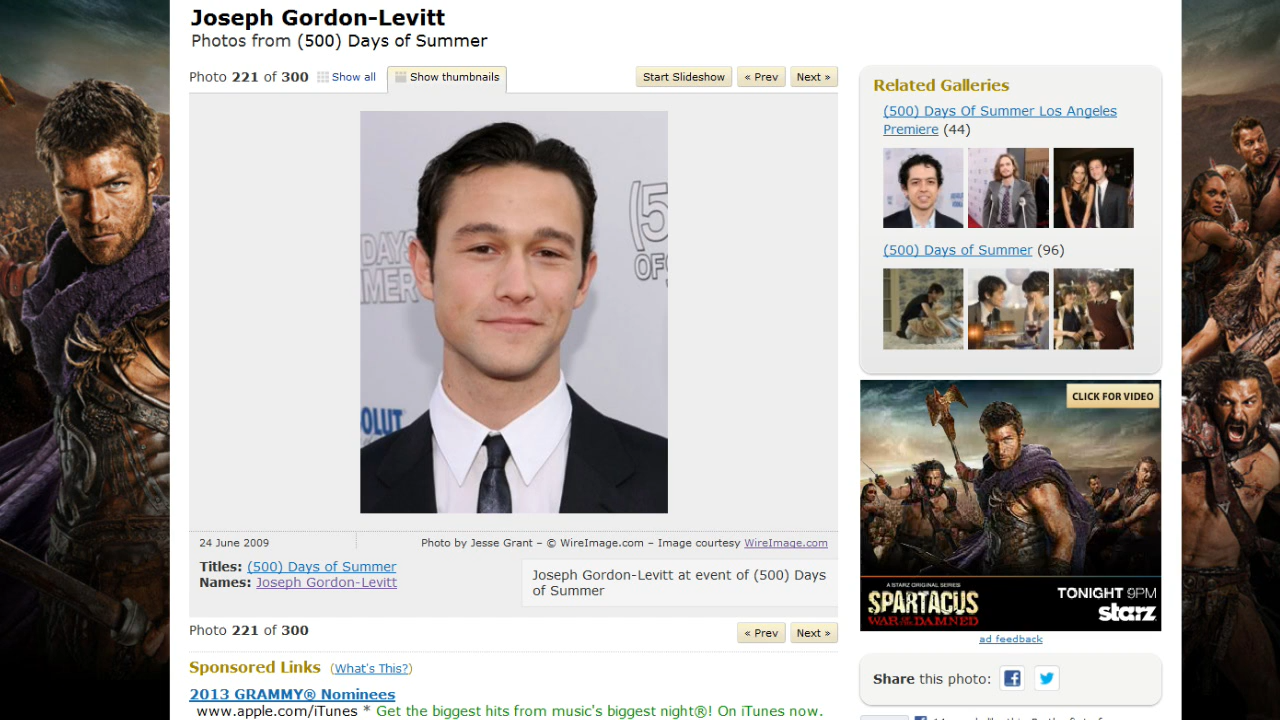 Joseph Gordon-Levitt
Photos from (500) Days of Summer
Photo 221 of 300 Show all Show thumbnails Start Slideshow « Prev Next »
(5
DAYS
MER
OF
OLUT
24 June 2009 Photo by Jesse Grant – © WireImage.com – Image courtesy WireImage.com
Titles: (500) Days of Summer
Names: Joseph Gordon-Levitt
Joseph Gordon-Levitt at event of (500) Days
of Summer
Photo 221 of 300 « Prev Next »
Sponsored Links (What's This?)
2013 GRAMMY® Nominees
www.apple.com/iTunes * Get the biggest hits from music's biggest night®! On iTunes now.
Related Galleries
(500) Days Of Summer Los Angeles
Premiere (44)
(500) Days of Summer (96)
CLICK FOR VIDEO
A STARZ ORIGINAL SERIES
SPARTACUS
WAR OF THE DAMNED
TONIGHT 9PM
starz
ad feedback
Share this photo: